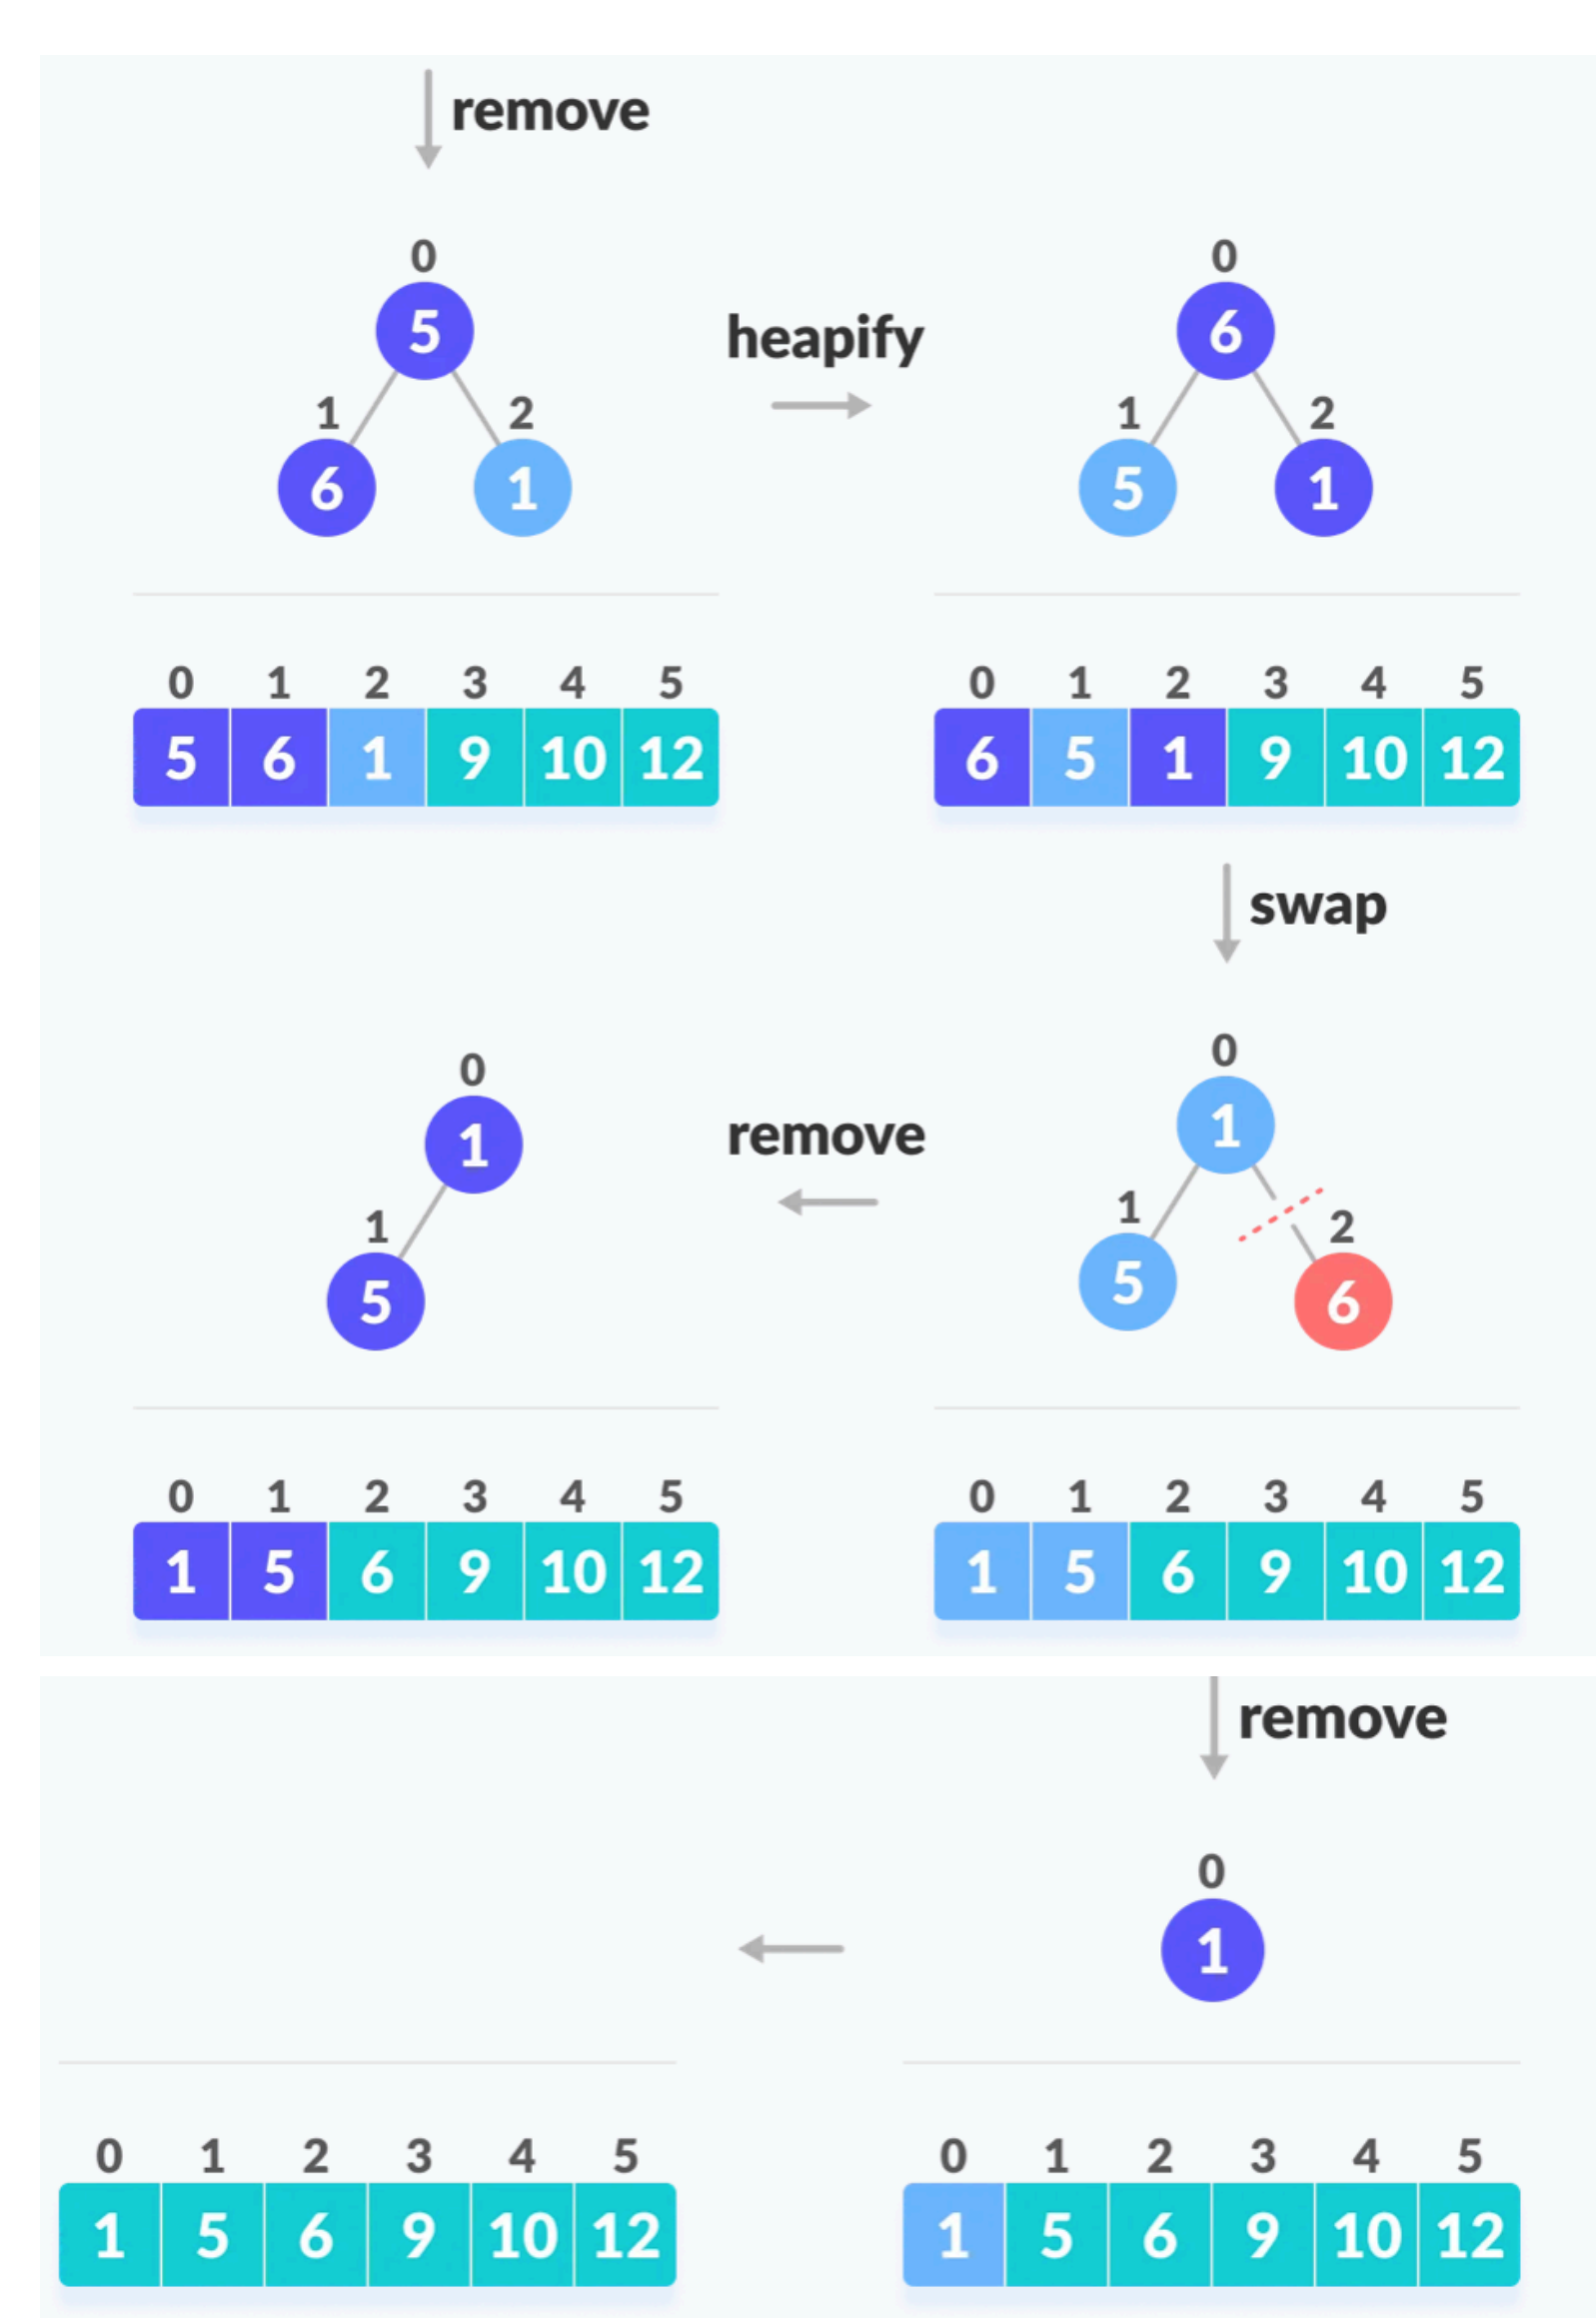 remove
0 0
5 heapify 6
1 2 1 2
6 1 5 1
0 1 2 3 4 5 0 1 2 3 4 5
5 6 1 9 10 12 6 5 1 9 10 12
swap
0 0
1 remove 1
1 1 2
5 5 6
0 1 2 3 4 5 0 1 2 3 4 5
1 5 6 9 10 12 1 5 6 9 10 12
remove
0
1
0 1 2 3 4 5 0 1 2 3 4 5
1 5 6 9 10 12 1 5 6 9 10 12